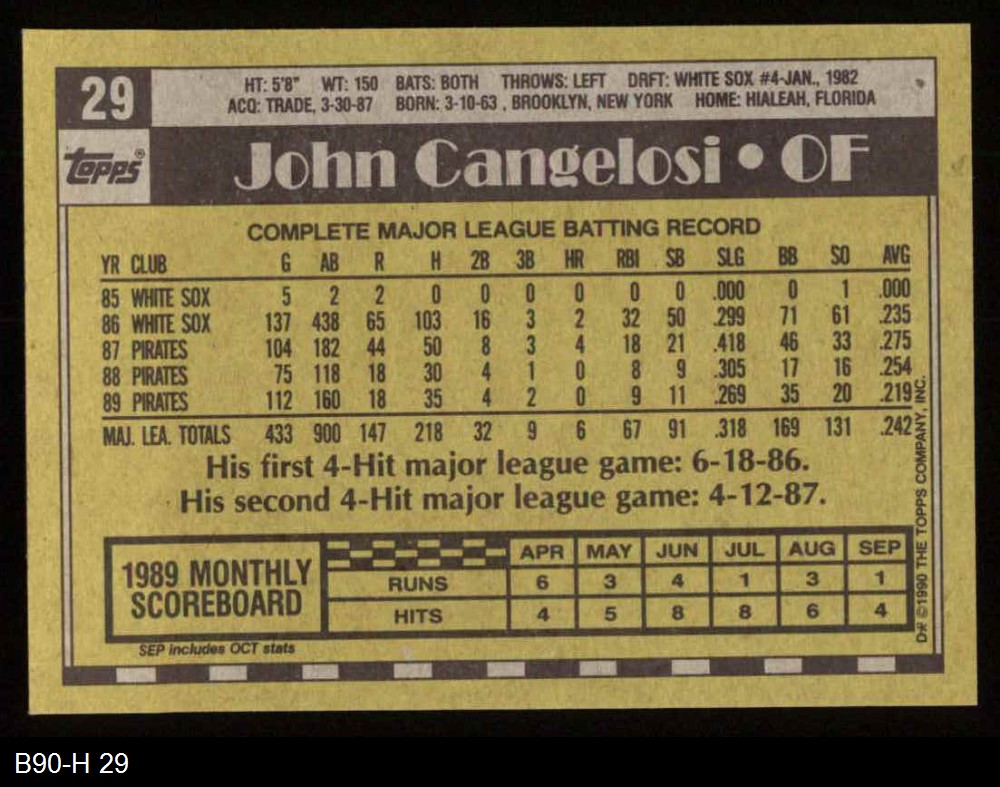 29
HT: 5'8" WT: 150 BATS: BOTH THROWS: LEFT DRFT: WHITE SOX #4-JAN., 1982
ACQ: TRADE, 3-30-87 BORN: 3-10-63 , BROOKLYN, NEW YORK HOME: HIALEAH, FLORIDA
TOPPS®
John Cangelosi • OF
COMPLETE MAJOR LEAGUE BATTING RECORD
YR CLUB G AB R H 2B 3B HR RBI SB SLG BB SO AVG
85 WHITE SOX 5 2 2 0 0 0 0 0 0 .000 0 1 .000
86 WHITE SOX 137 438 65 103 16 3 2 32 50 .299 71 61 .235
87 PIRATES 104 182 44 50 8 3 4 18 21 .418 46 33 .275
88 PIRATES 75 118 18 30 4 1 0 8 9 .305 17 16 .254
89 PIRATES 112 160 18 35 4 2 0 9 11 .269 35 20 .219
MAJ. LEA. TOTALS 433 900 147 218 32 9 6 67 91 .318 169 131 .242
His first 4-Hit major league game: 6-18-86.
His second 4-Hit major league game: 4-12-87.
1989 MONTHLY
SCOREBOARD
APR MAY JUN JUL AUG SEP
RUNS 6 3 4 1 3 1
HITS 4 5 8 8 6 4
SEP includes OCT stats
D* ©1990 THE TOPPS COMPANY, INC.
B90-H 29